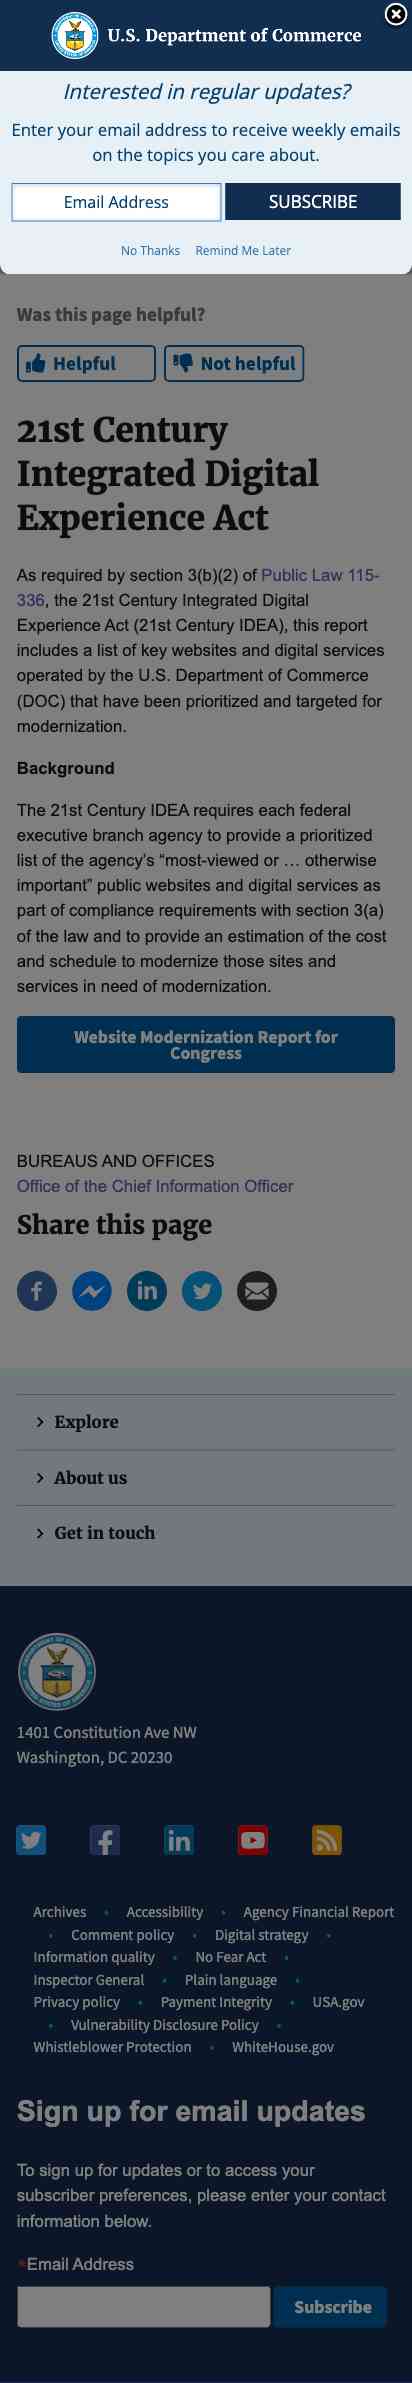 U.S. Department of Commerce
Interested in regular updates?
Enter your email address to receive weekly emails
on the topics you care about.
Email Address
SUBSCRIBE
No Thanks
Remind Me Later
Was this page helpful?
Helpful
Not helpful
21st Century
Integrated Digital
Experience Act
As required by section 3(b)(2) of Public Law 115-
336, the 21st Century Integrated Digital
Experience Act (21st Century IDEA), this report
includes a list of key websites and digital services
operated by the U.S. Department of Commerce
(DOC) that have been prioritized and targeted for
modernization.
Background
The 21st Century IDEA requires each federal
executive branch agency to provide a prioritized
list of the agency’s “most-viewed or … otherwise
important” public websites and digital services as
part of compliance requirements with section 3(a)
of the law and to provide an estimation of the cost
and schedule to modernize those sites and
services in need of modernization.
Website Modernization Report for
Congress
BUREAUS AND OFFICES
Office of the Chief Information Officer
Share this page
Explore
About us
Get in touch
1401 Constitution Ave NW
Washington, DC 20230
Archives • Accessibility • Agency Financial Report
• Comment policy • Digital strategy •
Information quality • No Fear Act •
Inspector General • Plain language •
Privacy policy • Payment Integrity • USA.gov
• Vulnerability Disclosure Policy •
Whistleblower Protection • WhiteHouse.gov
Sign up for email updates
To sign up for updates or to access your
subscriber preferences, please enter your contact
information below.
*Email Address
Subscribe